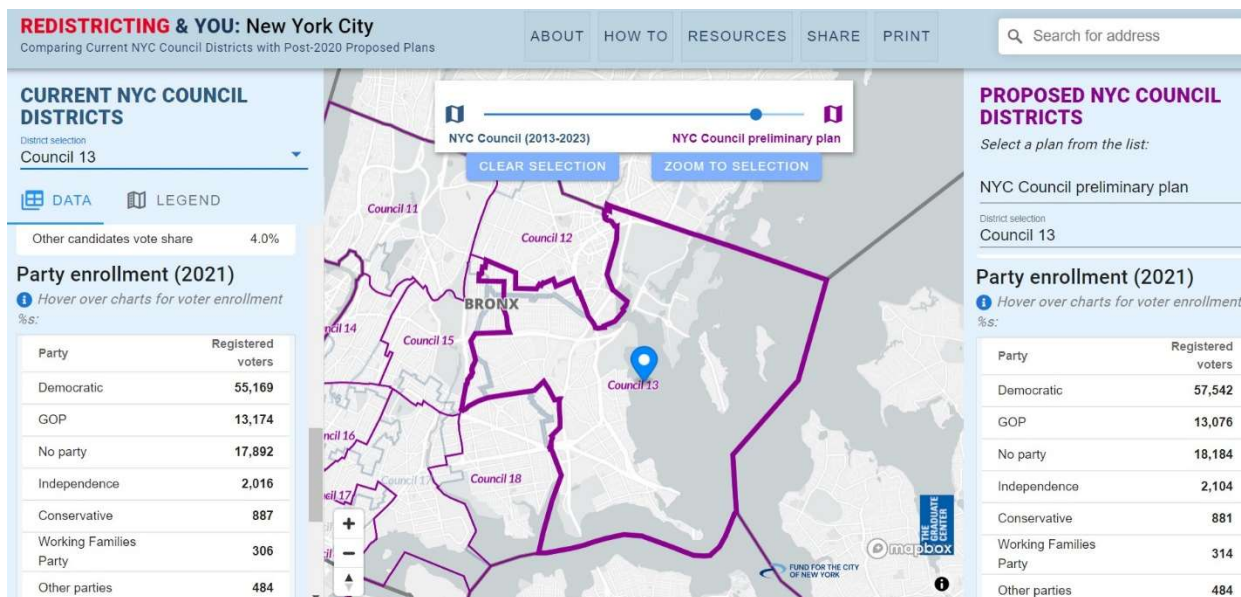 REDISTRICTING & YOU: New York City
Comparing Current NYC Council Districts with Post-2020 Proposed Plans
ABOUT
HOW TO
RESOURCES
SHARE
PRINT
Search for address
CURRENT NYC COUNCIL
DISTRICTS
District selection
Council 13
DATA
LEGEND
Other candidates vote share 4.0%
Party enrollment (2021)
Hover over charts for voter enrollment
%s:
Party Registered
voters
Democratic 55,169
GOP 13,174
No party 17,892
Independence 2,016
Conservative 887
Working Families
Party 306
Other parties 484
NYC Council (2013-2023)
NYC Council preliminary plan
CLEAR SELECTION
ZOOM TO SELECTION
Council 11
Council 12
BRONX
ncil 14
Council 15
Council 13
ncil 16
Council 17
Council 18
ncil 17
THE
GRADUATE
CENTER
mapbox
FUND FOR THE CITY
OF NEW YORK
PROPOSED NYC COUNCIL
DISTRICTS
Select a plan from the list:
NYC Council preliminary plan
District selection
Council 13
Party enrollment (2021)
Hover over charts for voter enrollment
%s:
Party Registered
voters
Democratic 57,542
GOP 13,076
No party 18,184
Independence 2,104
Conservative 881
Working Families
Party 314
Other parties 484